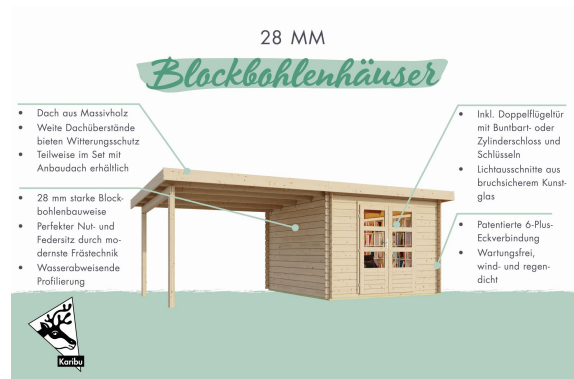 28 MM
Blockbohlenhäuser
• Dach aus Massivholz
• Weite Dachüberstände
bieten Witterungsschutz
• Teilweise im Set mit
Anbaudach erhältlich
• 28 mm starke Block-
bohlenbauweise
• Perfekter Nut- und
Federsitz durch mo-
dernste Frästechnik
• Wasserabweisende
Profilierung
• Inkl. Doppelflügeltür
mit Buntbart- oder
Zylinderschloss und
Schlüsseln
• Lichtausschnitte aus
bruchsicherem Kunst-
glas
• Patentierte 6-Plus-
Eckverbindung
• Wartungsfrei,
wind- und regen-
dicht
Karibu